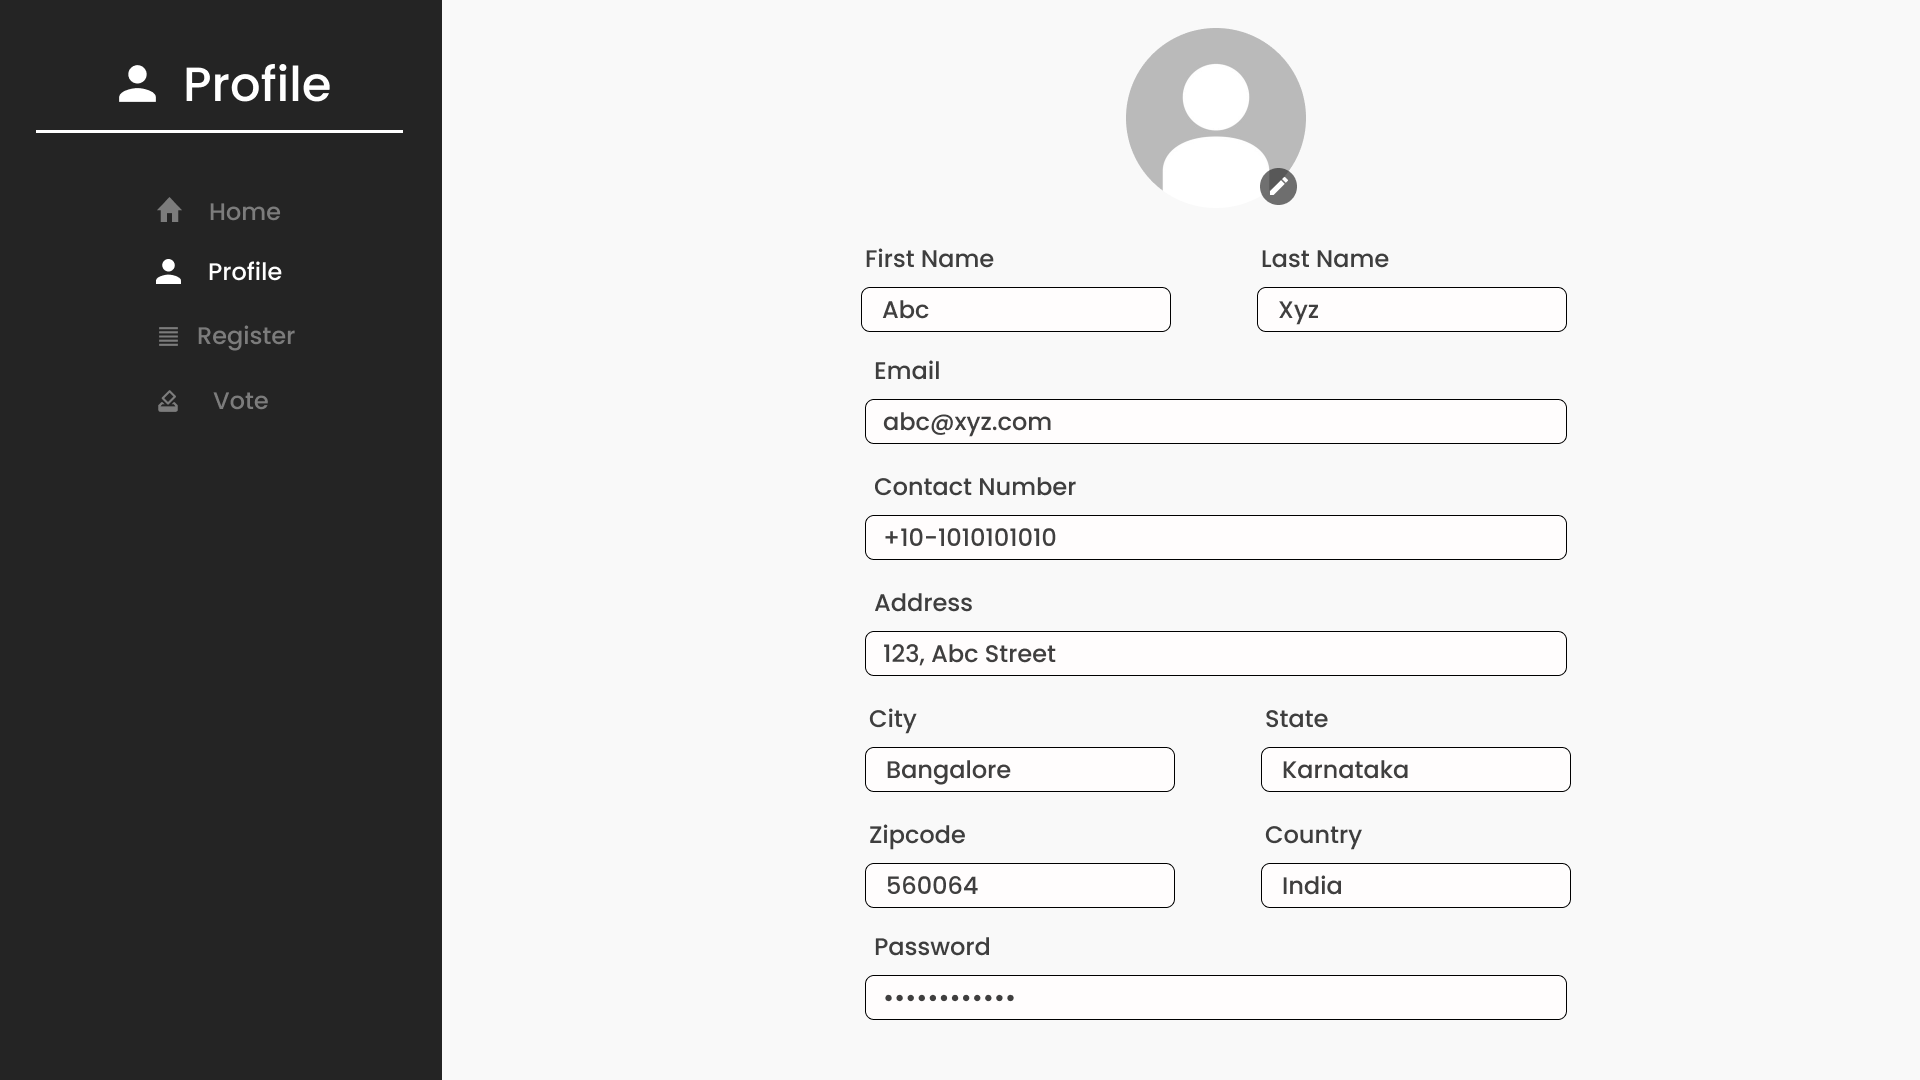 Profile
Home
Profile
Register
Vote
First Name Last Name
Abc Xyz
Email
abc@xyz.com
Contact Number
+10-1010101010
Address
123, Abc Street
City State
Bangalore Karnataka
Zipcode Country
560064 India
Password
••••••••••••